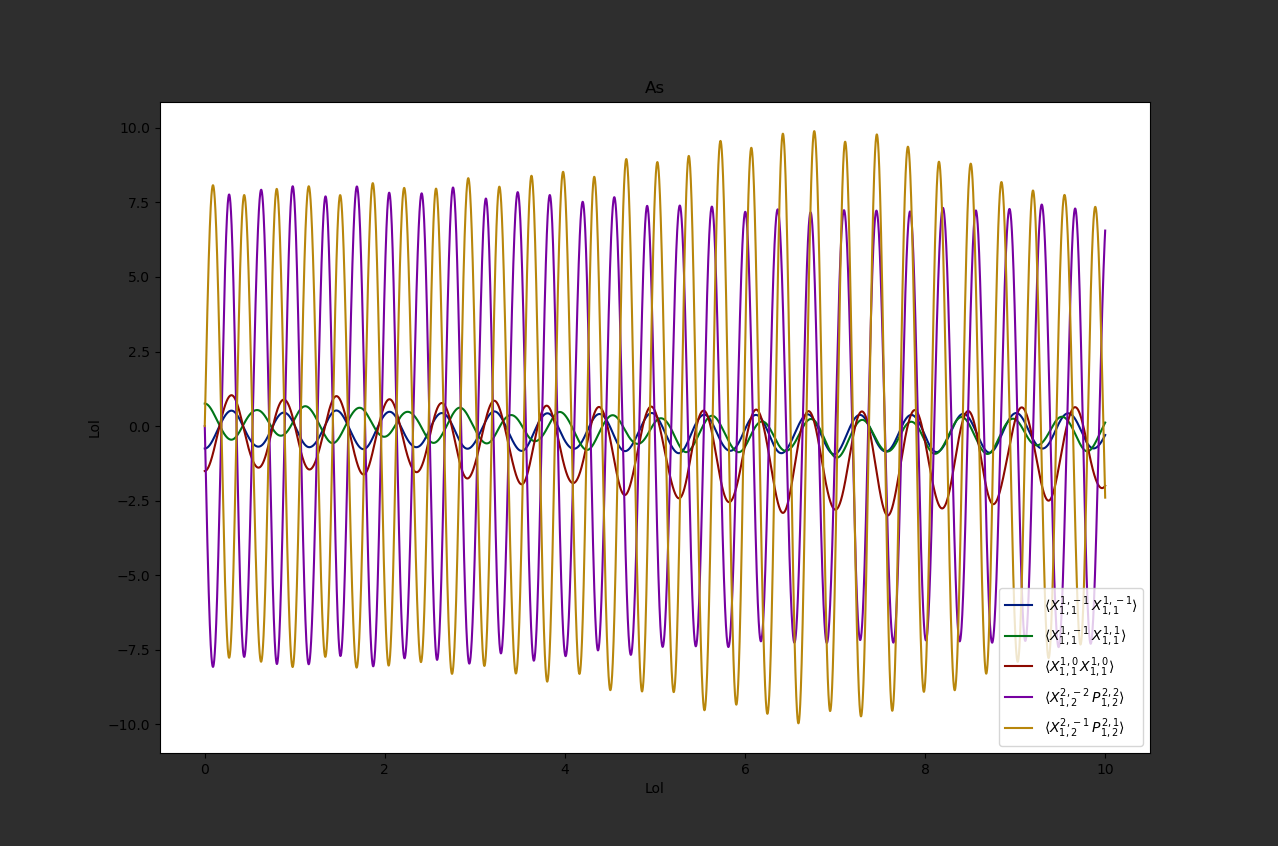 As
10.0
7.5
5.0
2.5
0.0
−2.5
−5.0
−7.5
−10.0
Lol
0 2 4 6 8 10
Lol
⟨X_{1,1}^{1,−1} X_{1,1}^{1,−1}⟩
⟨X_{1,1}^{1,−1} X_{1,1}^{1,1}⟩
⟨X_{1,1}^{1,0} X_{1,1}^{1,0}⟩
⟨X_{1,2}^{2,−2} P_{1,2}^{2,2}⟩
⟨X_{1,2}^{2,−1} P_{1,2}^{2,1}⟩